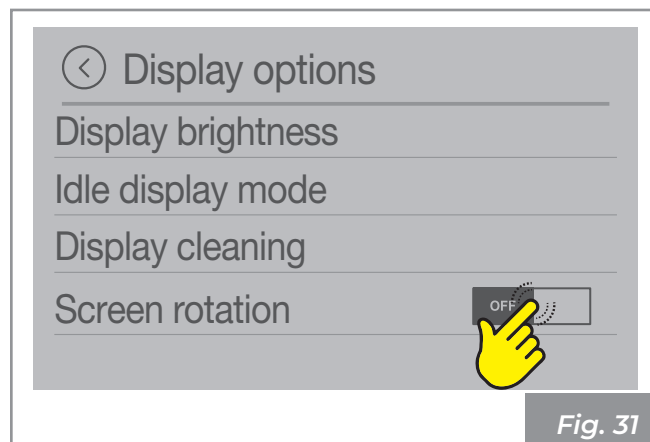 Display options
Display brightness
Idle display mode
Display cleaning
Screen rotation
OFF
Fig. 31